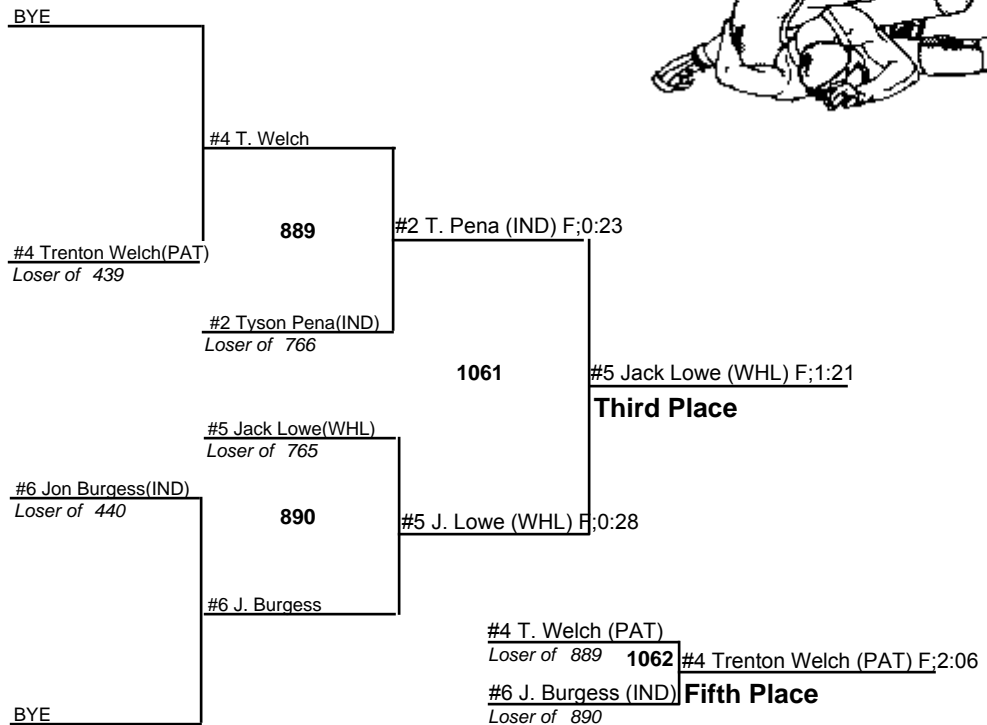 BYE
#4 T. Welch
889
#2 T. Pena (IND) F;0:23
#4 Trenton Welch(PAT)
Loser of 439
#2 Tyson Pena(IND)
Loser of 766
1061
#5 Jack Lowe (WHL) F;1:21
Third Place
#5 Jack Lowe(WHL)
Loser of 765
#6 Jon Burgess(IND)
Loser of 440
890
#5 J. Lowe (WHL) F;0:28
#6 J. Burgess
#4 T. Welch (PAT)
Loser of 889
1062
#4 Trenton Welch (PAT) F;2:06
#6 J. Burgess (IND)
Fifth Place
Loser of 890
BYE